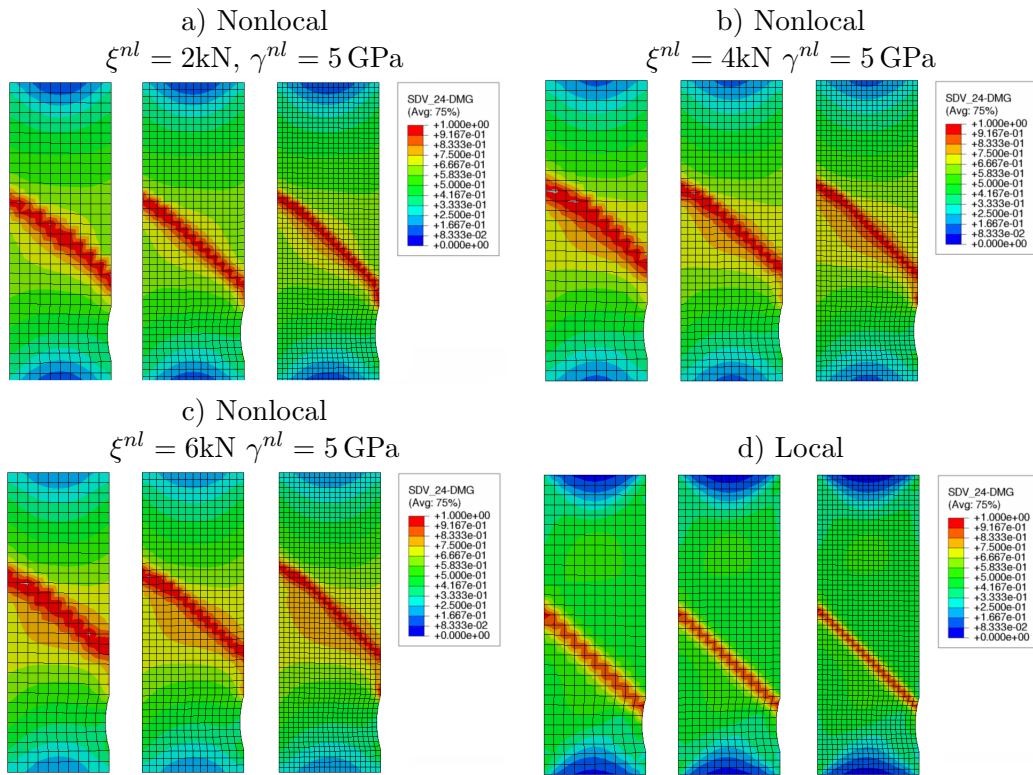 a) Nonlocal
ξⁿˡ = 2kN, γⁿˡ = 5 GPa
SDV_24-DMG
(Avg: 75%)
+1.000e+00
+9.167e-01
+8.333e-01
+7.500e-01
+6.667e-01
+5.833e-01
+5.000e-01
+4.167e-01
+3.333e-01
+2.500e-01
+1.667e-01
+8.333e-02
+0.000e+00
b) Nonlocal
ξⁿˡ = 4kN γⁿˡ = 5 GPa
SDV_24-DMG
(Avg: 75%)
+1.000e+00
+9.167e-01
+8.333e-01
+7.500e-01
+6.667e-01
+5.833e-01
+5.000e-01
+4.167e-01
+3.333e-01
+2.500e-01
+1.667e-01
+8.333e-02
+0.000e+00
c) Nonlocal
ξⁿˡ = 6kN γⁿˡ = 5 GPa
SDV_24-DMG
(Avg: 75%)
+1.000e+00
+9.167e-01
+8.333e-01
+7.500e-01
+6.667e-01
+5.833e-01
+5.000e-01
+4.167e-01
+3.333e-01
+2.500e-01
+1.667e-01
+8.333e-02
+0.000e+00
d) Local
SDV_24-DMG
(Avg: 75%)
+1.000e+00
+9.167e-01
+8.333e-01
+7.500e-01
+6.667e-01
+5.833e-01
+5.000e-01
+4.167e-01
+3.333e-01
+2.500e-01
+1.667e-01
+8.333e-02
+0.000e+00